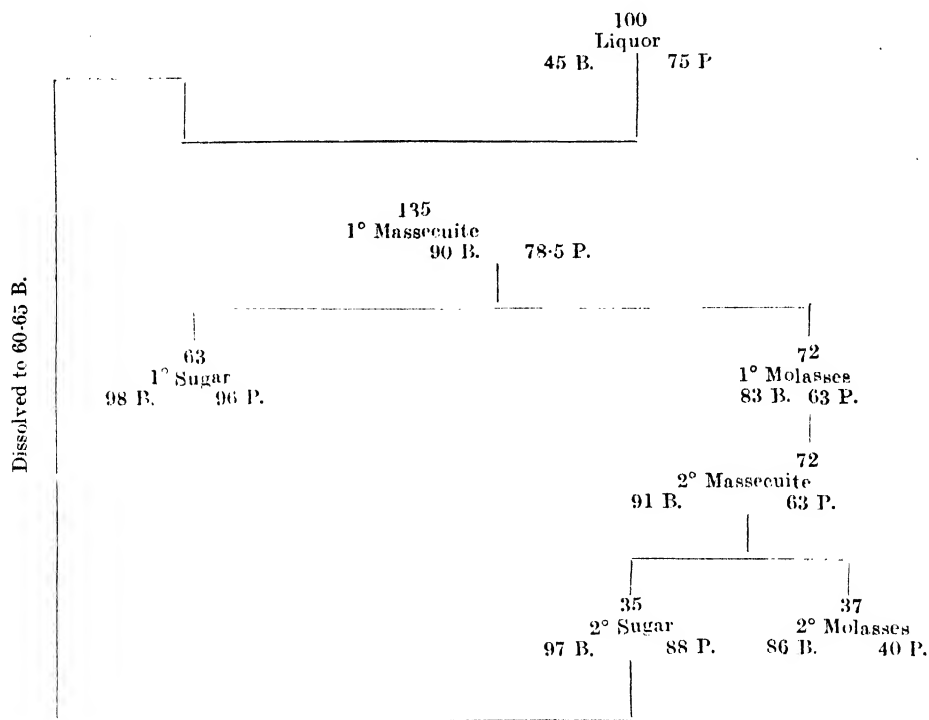 100
Liquor
45 B. 75 P
135
1° Massecuite
90 B. 78·5 P.
Dissolved to 60-65 B.
63
1° Sugar
98 B. 96 P.
72
1° Molasses
83 B. 63 P.
72
2° Massecuite
91 B. 63 P.
35
2° Sugar
97 B. 88 P.
37
2° Molasses
86 B. 40 P.